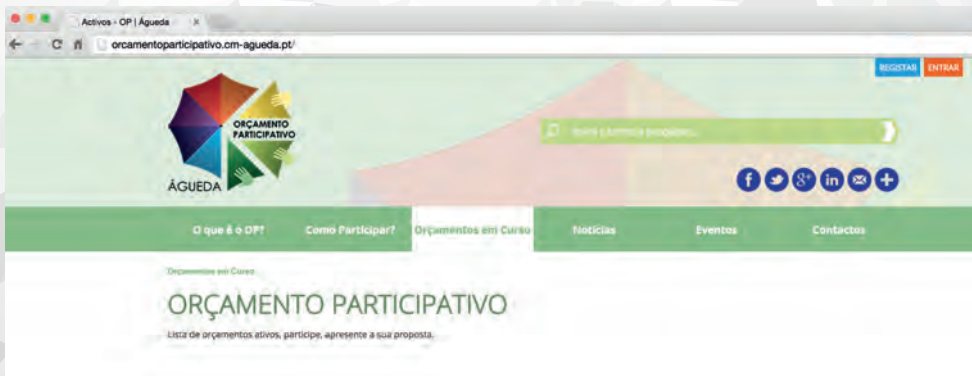 Activos - OP | Águeda
orcamentoparticipativo.cm-agueda.pt/
REGISTAR ENTRAR
ORÇAMENTO
PARTICIPATIVO
ÁGUEDA
O que é o OP? Como Participar? Orçamentos em Curso Notícias Eventos Contactos
Orçamentos em Curso
ORÇAMENTO PARTICIPATIVO
Lista de orçamentos ativos, participe, apresente a sua proposta.